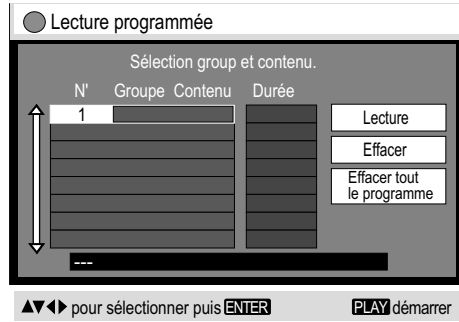 Lecture programmée
Sélection group et contenu.
N' Groupe Contenu Durée
1
Lecture
Effacer
Effacer tout
le programme
---
▲▼◀▶ pour sélectionner puis ENTER PLAY démarrer